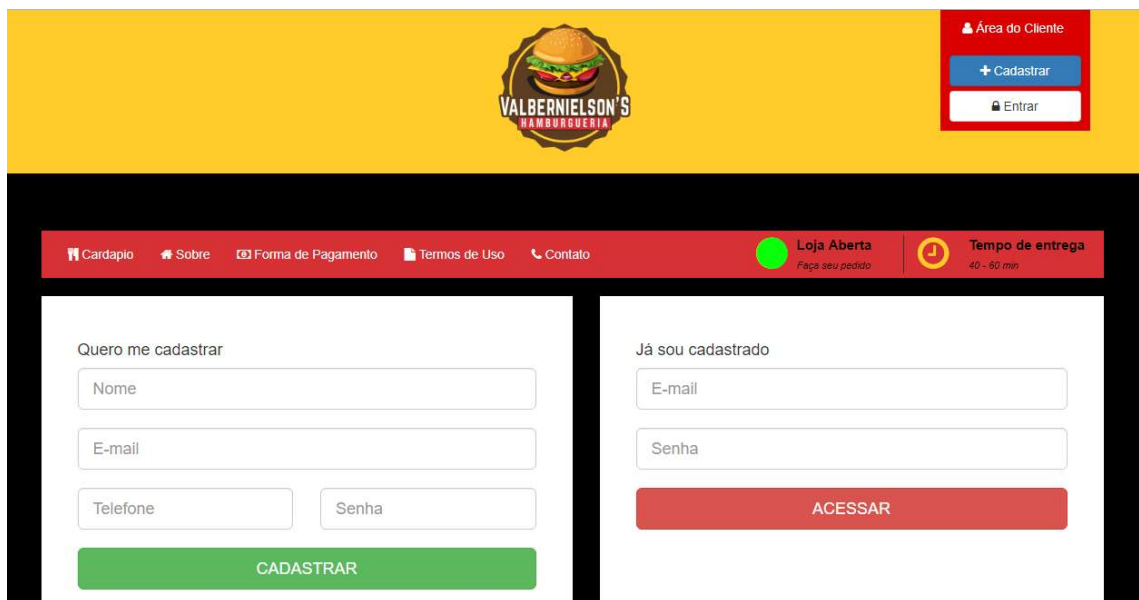 VALBERNIELSON'S
HAMBURGUERIA
Área do Cliente
Cadastrar
Entrar
Cardapio Sobre Forma de Pagamento Termos de Uso Contato
Loja Aberta
Faça seu pedido
Tempo de entrega
40 - 60 min
Quero me cadastrar
Nome
E-mail
Telefone Senha
CADASTRAR
Já sou cadastrado
E-mail
Senha
ACESSAR